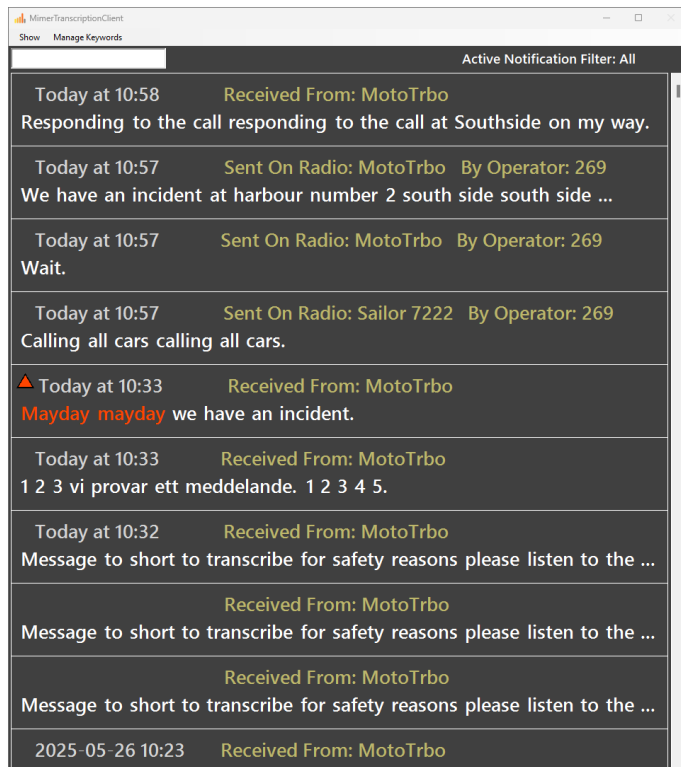 MimerTranscriptionClient
Show Manage Keywords
Active Notification Filter: All
Today at 10:58 Received From: MotoTrbo
Responding to the call responding to the call at Southside on my way.
Today at 10:57 Sent On Radio: MotoTrbo By Operator: 269
We have an incident at harbour number 2 south side south side ...
Today at 10:57 Sent On Radio: MotoTrbo By Operator: 269
Wait.
Today at 10:57 Sent On Radio: Sailor 7222 By Operator: 269
Calling all cars calling all cars.
Today at 10:33 Received From: MotoTrbo
Mayday mayday we have an incident.
Today at 10:33 Received From: MotoTrbo
1 2 3 vi provar ett meddelande. 1 2 3 4 5.
Today at 10:32 Received From: MotoTrbo
Message to short to transcribe for safety reasons please listen to the ...
Received From: MotoTrbo
Message to short to transcribe for safety reasons please listen to the ...
Received From: MotoTrbo
Message to short to transcribe for safety reasons please listen to the ...
2025-05-26 10:23 Received From: MotoTrbo